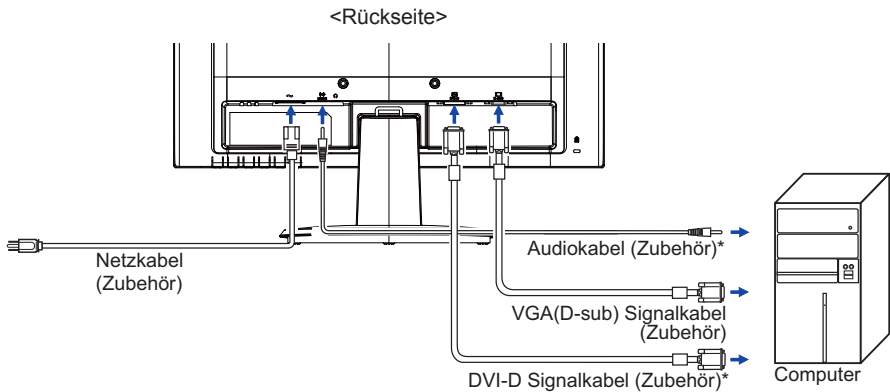 <Rückseite>
Netzkabel
(Zubehör)
Audiokabel (Zubehör)*
VGA(D-sub) Signalkabel
(Zubehör)
DVI-D Signalkabel (Zubehör)*
Computer